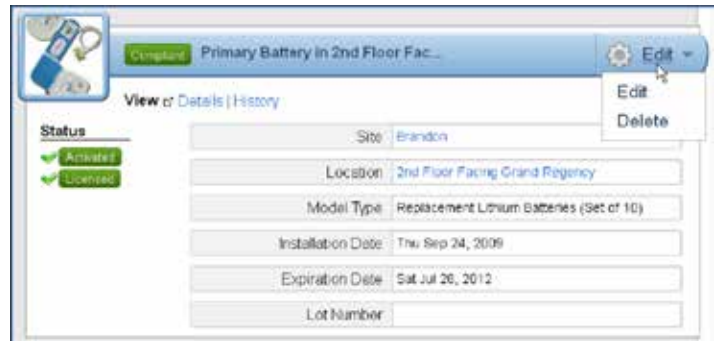 Compliant Primary Battery in 2nd Floor Fac... Edit
Edit
Delete
View Details | History
Status
Activated
Licensed
Site Brandon
Location 2nd Floor Facing Grand Regency
Model Type Replacement Lithium Batteries (Set of 10)
Installation Date Thu Sep 24, 2009
Expiration Date Sat Jul 28, 2012
Lot Number